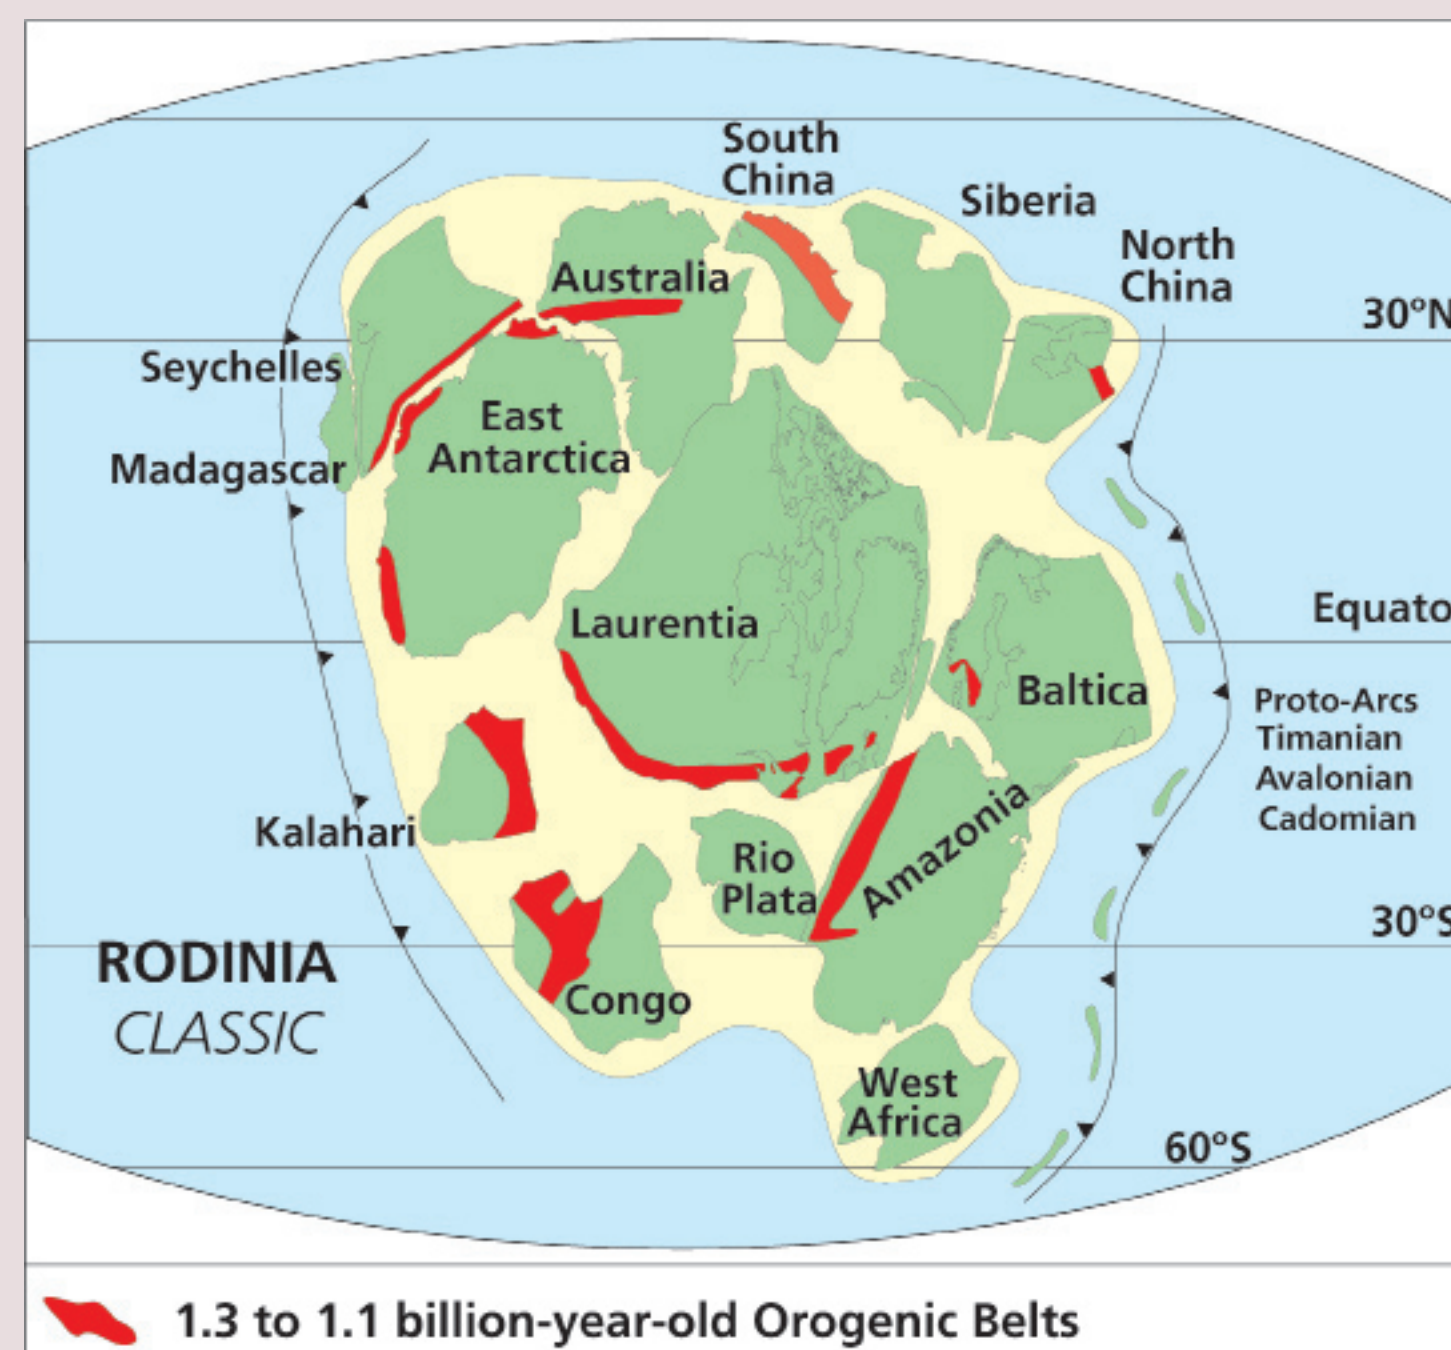 South
China
Siberia
North
China
Australia
30°N
Seychelles
East
Antarctica
Madagascar
Laurentia
Equato
Baltica
Proto-Arcs
Timanian
Avalonian
Cadomian
Kalahari
Rio
Plata
Amazonia
30°S
RODINIA
CLASSIC
Congo
West
Africa
60°S
1.3 to 1.1 billion-year-old Orogenic Belts